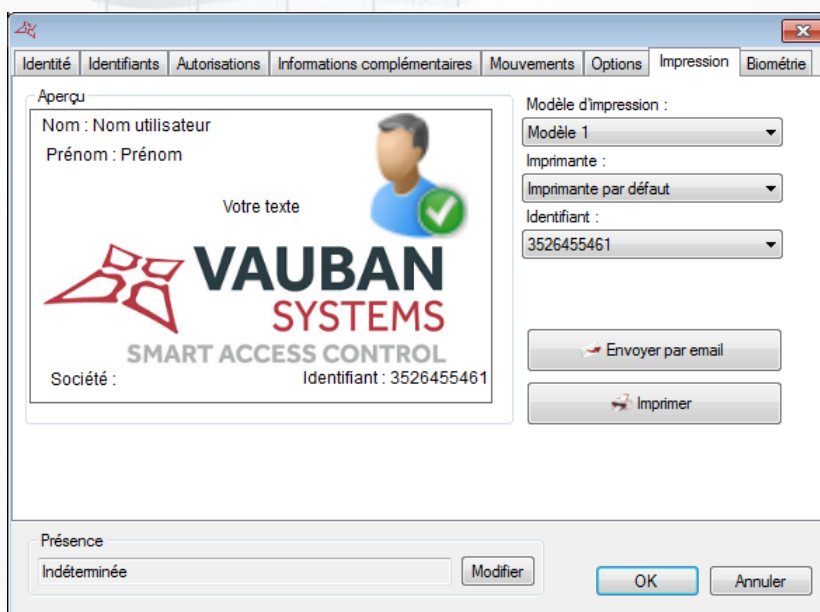 Identité Identifiants Autorisations Informations complémentaires Mouvements Options Impression Biométrie
Aperçu
Nom : Nom utilisateur
Prénom : Prénom
Votre texte
VAUBAN
SYSTEMS
SMART ACCESS CONTROL
Société :
Identifiant : 3526455461
Modèle d'impression :
Modèle 1
Imprimante :
Imprimante par défaut
Identifiant :
3526455461
Envoyer par email
Imprimer
Présence
Indéterminée
Modifier
OK
Annuler